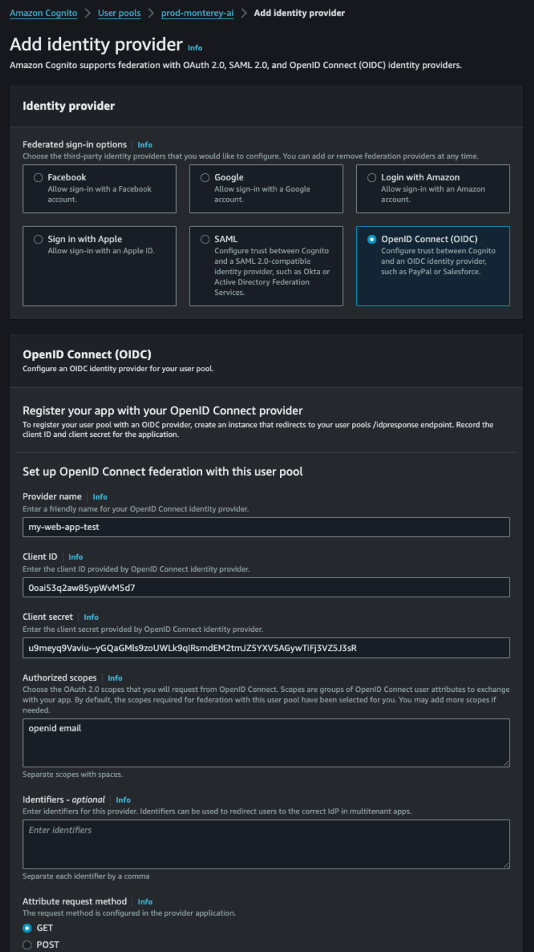 Amazon Cognito > User pools > prod-monterey-ai > Add identity provider
Add identity provider Info
Amazon Cognito supports federation with OAuth 2.0, SAML 2.0, and OpenID Connect (OIDC) identity providers.
Identity provider
Federated sign-in options | Info
Choose the third-party identity providers that you would like to configure. You can add or remove federation providers at any time.
Facebook
Allow sign-in with a Facebook
account.
Google
Allow sign-in with a Google
account.
Login with Amazon
Allow sign-in with an Amazon
account.
Sign in with Apple
Allow sign-in with an Apple ID.
SAML
Configure trust between Cognito
and a SAML 2.0-compatible
identity provider, such as Okta or
Active Directory Federation
Services.
OpenID Connect (OIDC)
Configure trust between Cognito
and an OIDC identity provider,
such as PayPal or Salesforce.
OpenID Connect (OIDC)
Configure an OIDC identity provider for your user pool.
Register your app with your OpenID Connect provider
To register your user pool with an OIDC provider, create an instance that redirects to your user pools /idpresponse endpoint. Record the
client ID and client secret for the application.
Set up OpenID Connect federation with this user pool
Provider name | Info
Enter a friendly name for your OpenID Connect identity provider.
my-web-app-test
Client ID | Info
Enter the client ID provided by OpenID Connect identity provider.
0oai53q2aw85ypWvM5d7
Client secret | Info
Enter the client secret provided by OpenID Connect identity provider.
Authorized scopes | Info
Choose the OAuth 2.0 scopes that you will request from OpenID Connect. Scopes are groups of OpenID Connect user attributes to exchange
with your app. By default, the scopes required for federation with this user pool have been selected for you. You may add more scopes if
needed.
openid email
Separate scopes with spaces.
Identifiers - optional | Info
Enter identifiers for this provider. Identifiers can be used to redirect users to the correct IdP in multitenant apps.
Enter identifiers
Separate each identifier by a comma
Attribute request method | Info
The request method is configured in the provider application.
GET
POST